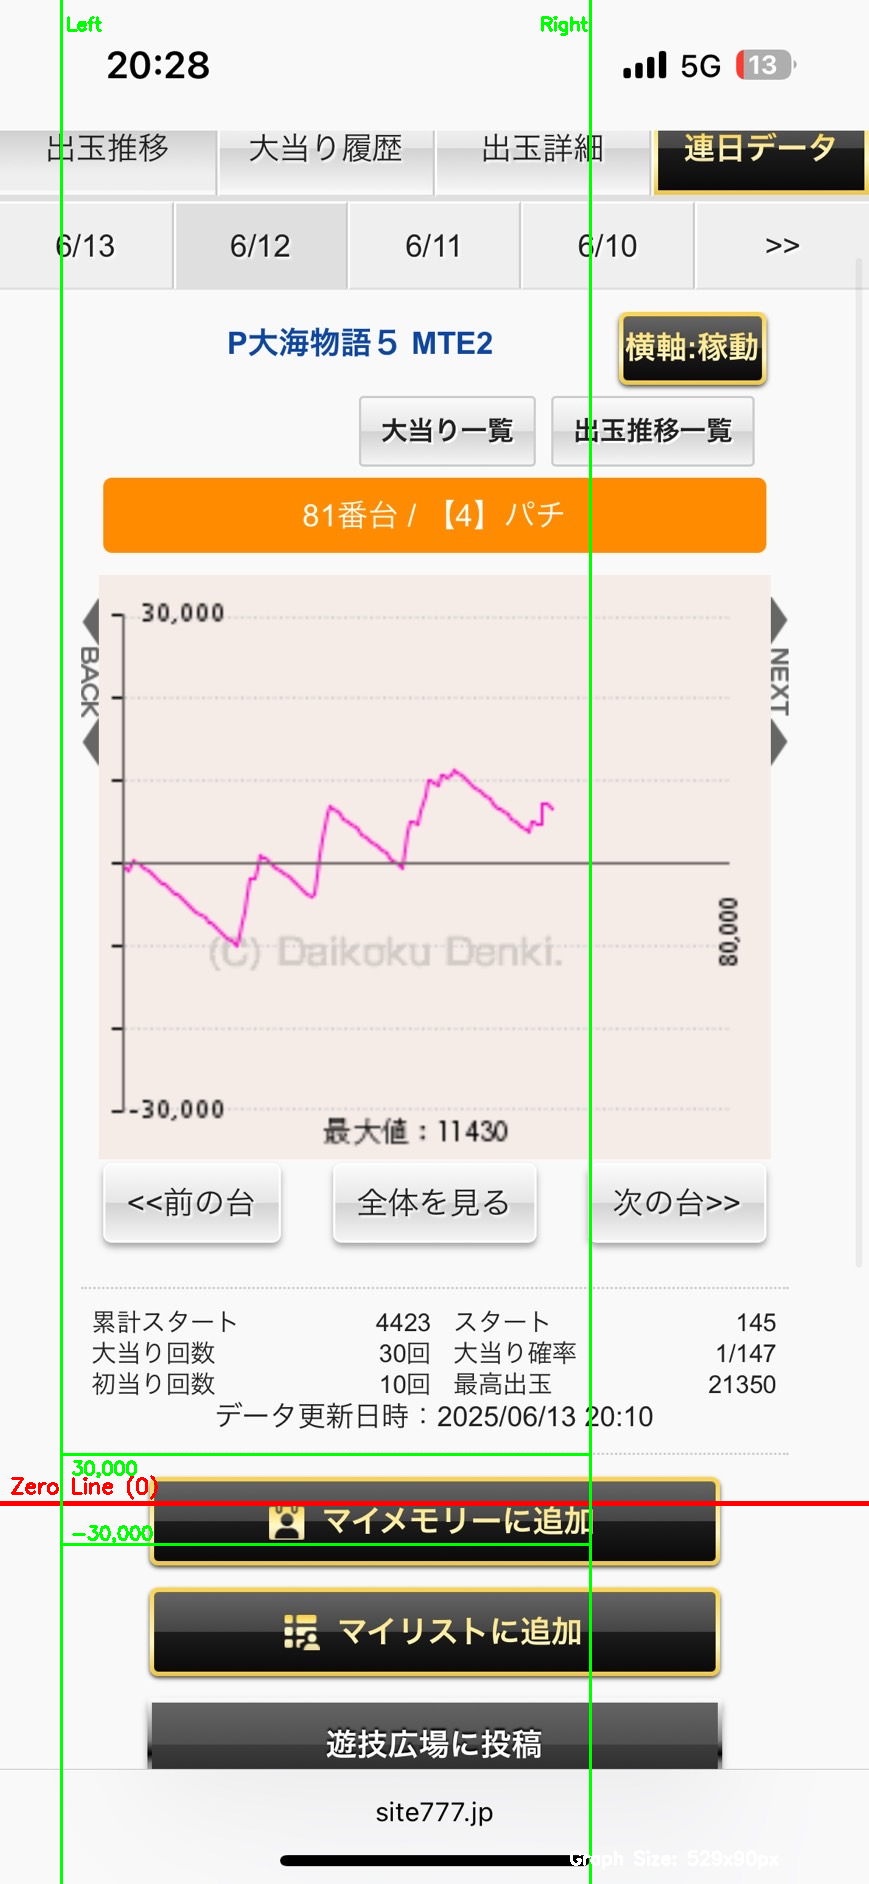 Left Right
20:28 5G 13
出玉推移 大当り履歴 出玉詳細 連日データ
6/13 6/12 6/11 6/10 >>
P大海物語5 MTE2 横軸:稼動
大当り一覧 出玉推移一覧
81番台 / 【4】パチ
30,000
BACK
NEXT
80,000
(C) Daikoku Denki.
-30,000
最大値：11430
<<前の台 全体を見る 次の台>>
累計スタート 4423 スタート 145
大当り回数 30回 大当り確率 1/147
初当り回数 10回 最高出玉 21350
データ更新日時：2025/06/13 20:10
30,000
Zero Line (0)
マイメモリーに追加
-30,000
マイリストに追加
遊技広場に投稿
site777.jp
Graph Size: 529x90px